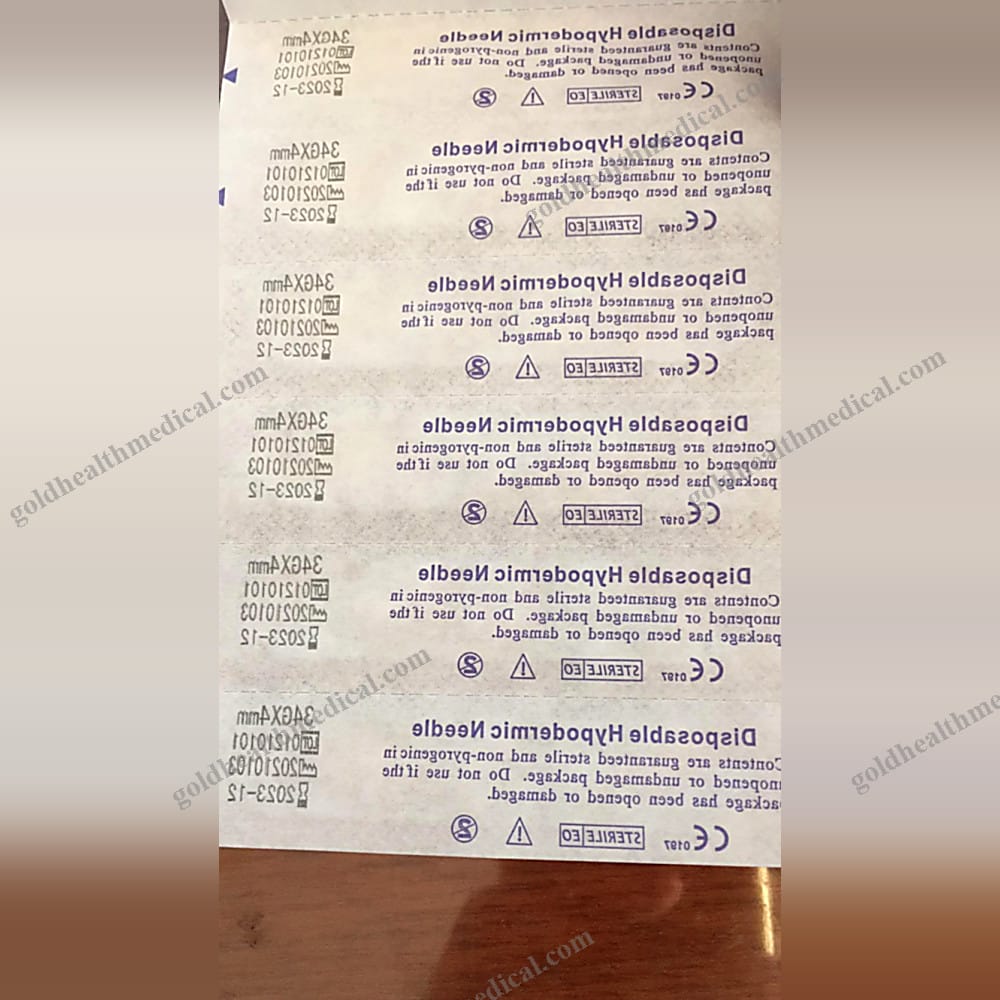 Disposable Hypodermic Needle
Contents are guaranteed sterile and non-pyrogenic in
unopened or undamaged package. Do not use if the
package has been opened or damaged.
CE 0197 STERILE EO 2
34GX4mm
LOT 01210101
20210103
2023-12
Disposable Hypodermic Needle
Contents are guaranteed sterile and non-pyrogenic in
unopened or undamaged package. Do not use if the
package has been opened or damaged.
CE 0197 STERILE EO 2
34GX4mm
LOT 01210101
20210103
2023-12
Disposable Hypodermic Needle
Contents are guaranteed sterile and non-pyrogenic in
unopened or undamaged package. Do not use if the
package has been opened or damaged.
CE 0197 STERILE EO 2
34GX4mm
LOT 01210101
20210103
2023-12
Disposable Hypodermic Needle
Contents are guaranteed sterile and non-pyrogenic in
unopened or undamaged package. Do not use if the
package has been opened or damaged.
CE 0197 STERILE EO 2
34GX4mm
LOT 01210101
20210103
2023-12
Disposable Hypodermic Needle
Contents are guaranteed sterile and non-pyrogenic in
unopened or undamaged package. Do not use if the
package has been opened or damaged.
CE 0197 STERILE EO 2
34GX4mm
LOT 01210101
20210103
2023-12
Disposable Hypodermic Needle
Contents are guaranteed sterile and non-pyrogenic in
unopened or undamaged package. Do not use if the
package has been opened or damaged.
CE 0197 STERILE EO 2
34GX4mm
LOT 01210101
20210103
2023-12
goldhealthmedical.com
goldhealthmedical.com
goldhealthmedical.com
goldhealthmedical.com
goldhealthme
medical.com